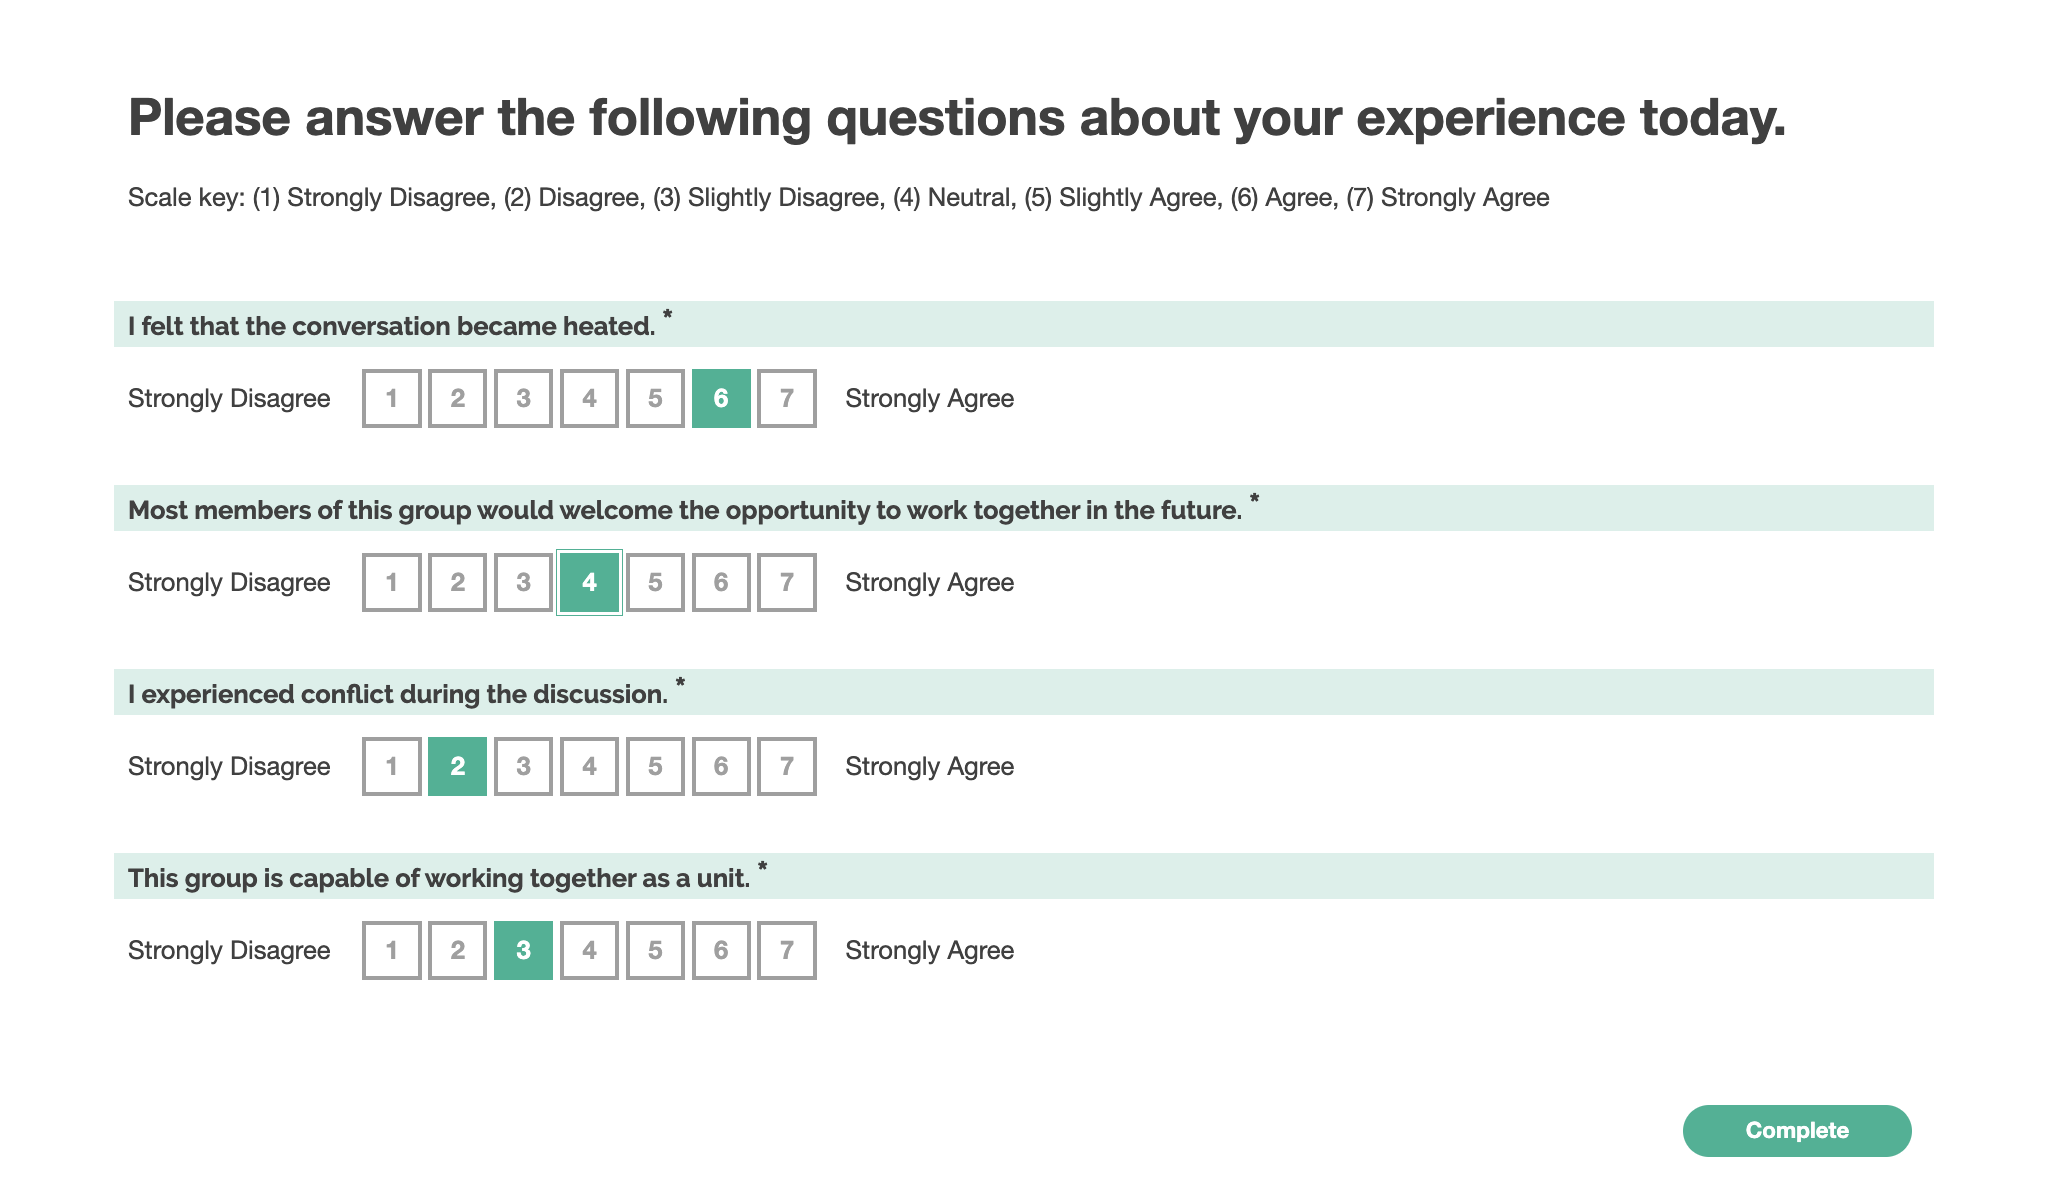 Please answer the following questions about your experience today.
Scale key: (1) Strongly Disagree, (2) Disagree, (3) Slightly Disagree, (4) Neutral, (5) Slightly Agree, (6) Agree, (7) Strongly Agree
I felt that the conversation became heated. *
Strongly Disagree 1 2 3 4 5 6 7 Strongly Agree
Most members of this group would welcome the opportunity to work together in the future. *
Strongly Disagree 1 2 3 4 5 6 7 Strongly Agree
I experienced conflict during the discussion. *
Strongly Disagree 1 2 3 4 5 6 7 Strongly Agree
This group is capable of working together as a unit. *
Strongly Disagree 1 2 3 4 5 6 7 Strongly Agree
Complete